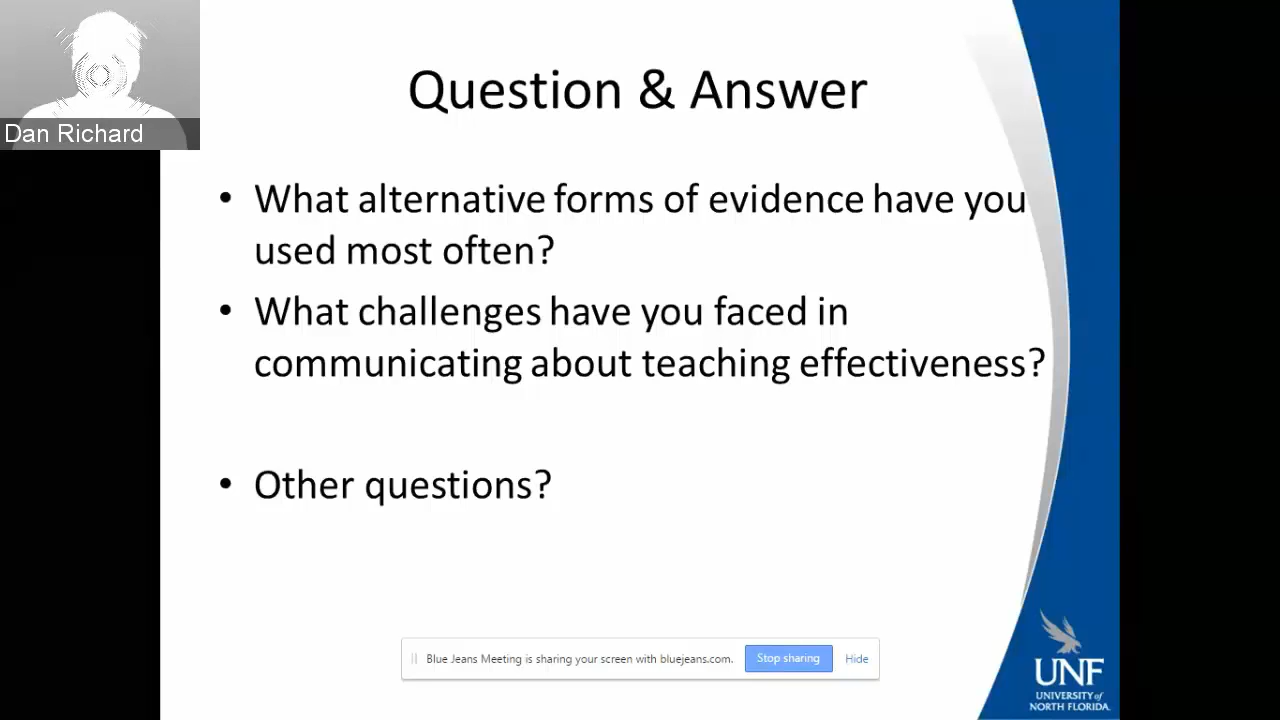 Dan Richard
Question & Answer
• What alternative forms of evidence have you
used most often?
• What challenges have you faced in
communicating about teaching effectiveness?
• Other questions?
Blue Jeans Meeting is sharing your screen with bluejeans.com. Stop sharing Hide
UNF
UNIVERSITY of
NORTH FLORIDA.